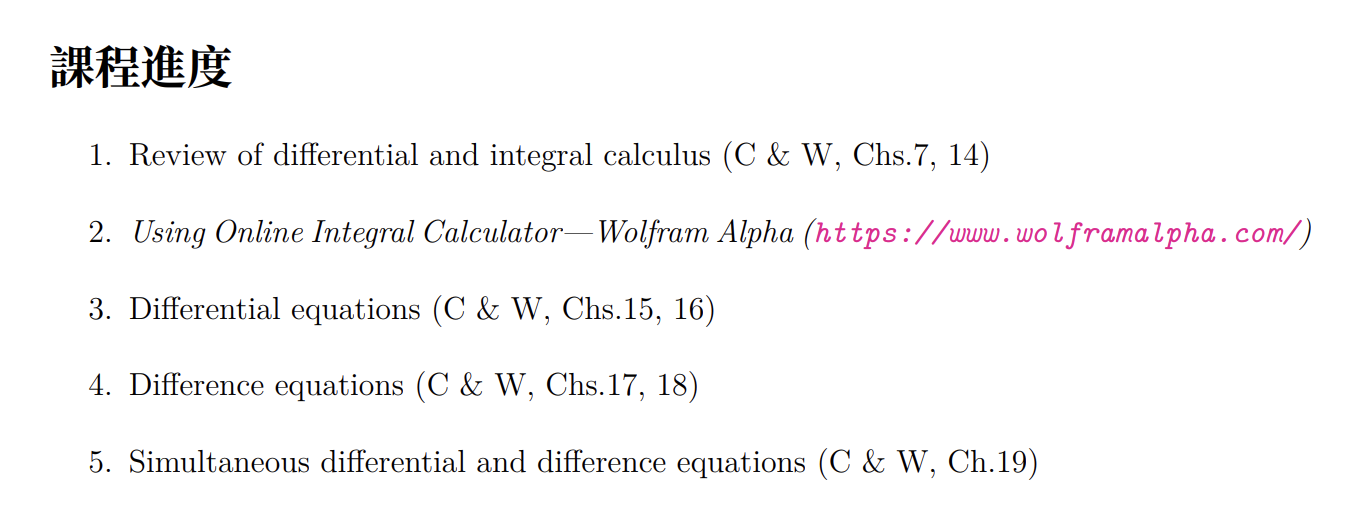 課程進度
1. Review of differential and integral calculus (C & W, Chs.7, 14)
2. Using Online Integral Calculator—Wolfram Alpha (https://www.wolframalpha.com/)
3. Differential equations (C & W, Chs.15, 16)
4. Difference equations (C & W, Chs.17, 18)
5. Simultaneous differential and difference equations (C & W, Ch.19)